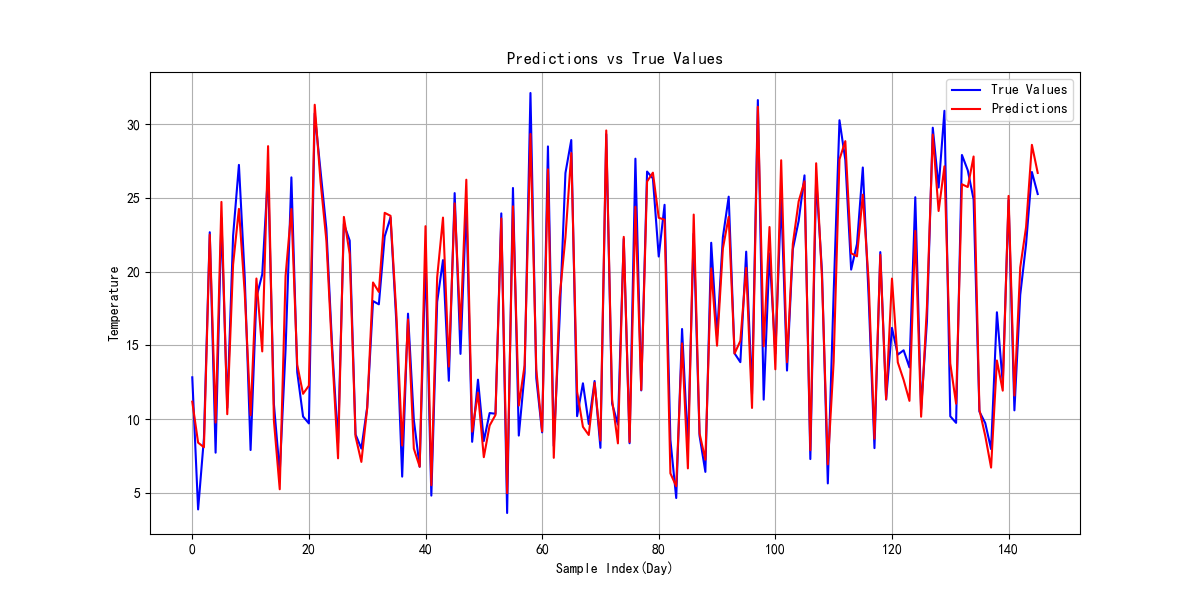 Predictions vs True Values
True Values
Predictions
30
25
20
15
10
5
Temperature
0 20 40 60 80 100 120 140
Sample Index(Day)